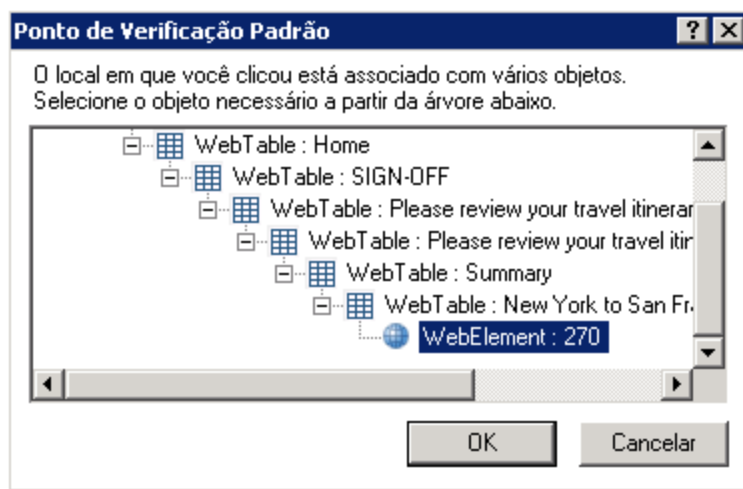 Ponto de Verificação Padrão
O local em que você clicou está associado com vários objetos.
Selecione o objeto necessário a partir da árvore abaixo.
WebTable : Home
WebTable : SIGN-OFF
WebTable : Please review your travel itinerar
WebTable : Please review your travel itir
WebTable : Summary
WebTable : New York to San Fr
WebElement : 270
OK Cancelar